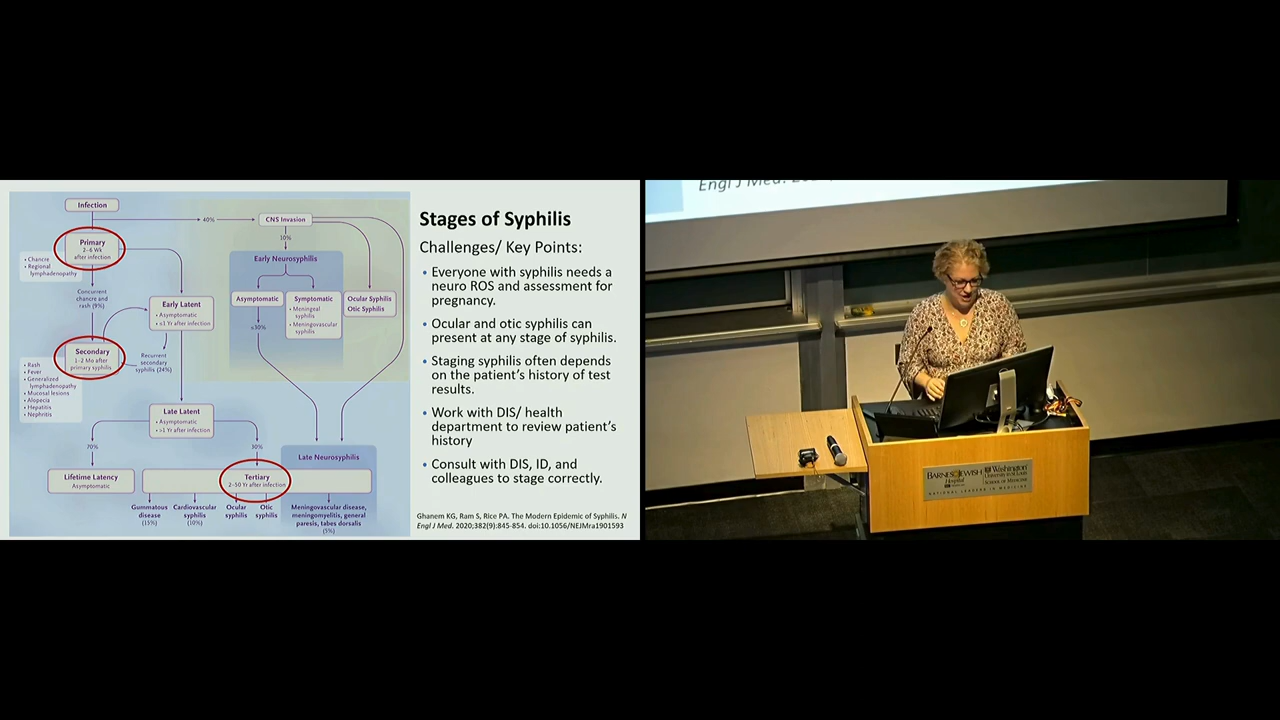 Infection
40%
CNS Invasion
Primary
2–6 Wk
after infection
• Chancre
• Regional
lymphadenopathy
10%
Early Neurosyphilis
Concurrent
chancre and
rash (9%)
Early Latent
• Asymptomatic
• ≤1 Yr after infection
Asymptomatic
Symptomatic
• Meningeal
syphilis
• Meningovascular
syphilis
Ocular Syphilis
Otic Syphilis
≤30%
Secondary
1–2 Mo after
primary syphilis
Recurrent
secondary
syphilis (24%)
• Rash
• Fever
• Generalized
lymphadenopathy
• Mucosal lesions
• Alopecia
• Hepatitis
• Nephritis
Late Latent
• Asymptomatic
• >1 Yr after infection
70%
30%
Late Neurosyphilis
Lifetime Latency
Asymptomatic
Tertiary
2–50 Yr after infection
Gummatous
disease
(15%)
Cardiovascular
syphilis
(10%)
Ocular
syphilis
Otic
syphilis
Meningovascular disease,
meningomyelitis, general
paresis, tabes dorsalis
(5%)
Stages of Syphilis
Challenges/ Key Points:
• Everyone with syphilis needs a
neuro ROS and assessment for
pregnancy.
• Ocular and otic syphilis can
present at any stage of syphilis.
• Staging syphilis often depends
on the patient's history of test
results.
• Work with DIS/ health
department to review patient's
history
• Consult with DIS, ID, and
colleagues to stage correctly.
Ghanem KG, Ram S, Rice PA. The Modern Epidemic of Syphilis. N
Engl J Med. 2020;382(9):845-854. doi:10.1056/NEJMra1901593
Engl J Med.
BARNES JEWISH
Hospital
Washington
University in St. Louis
SCHOOL OF MEDICINE
NATIONAL LEADERS IN MEDICINE